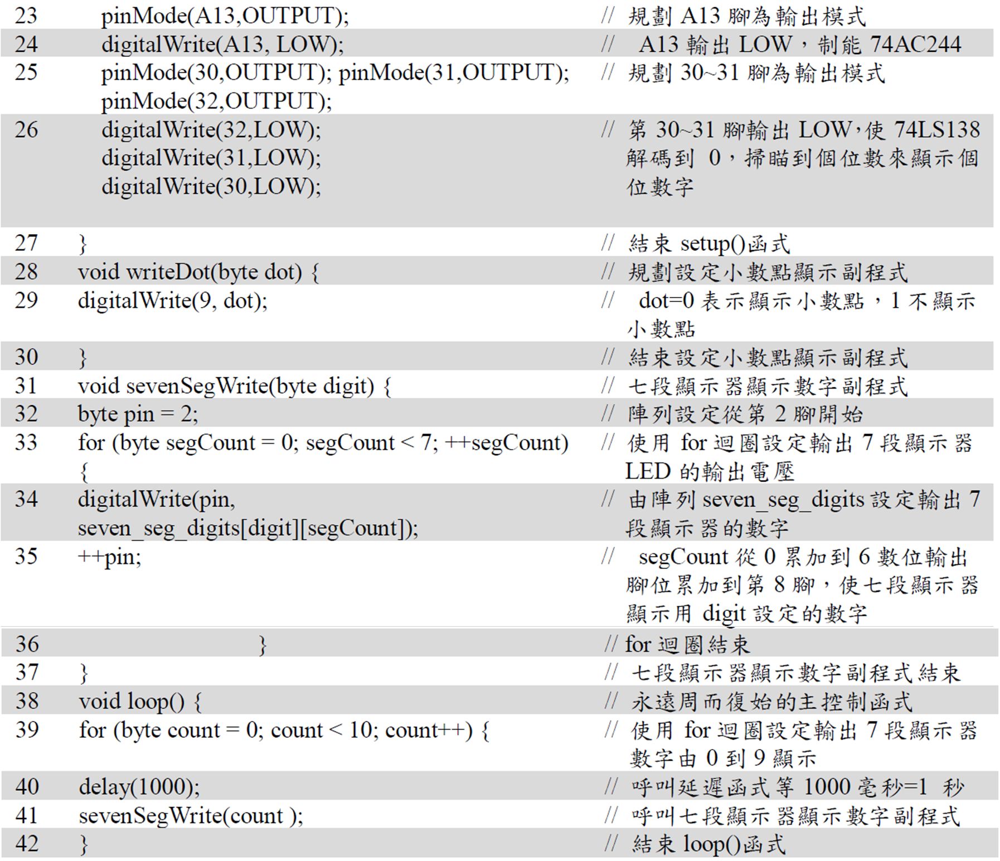 23 pinMode(A13,OUTPUT); // 規劃 A13 腳為輸出模式
24 digitalWrite(A13, LOW); // A13 輸出 LOW，制能 74AC244
25 pinMode(30,OUTPUT); pinMode(31,OUTPUT); // 規劃 30~31 腳為輸出模式
pinMode(32,OUTPUT);
26 digitalWrite(32,LOW); // 第 30~31 腳輸出 LOW，使 74LS138
digitalWrite(31,LOW); 解碼到 0，掃瞄到個位數來顯示個
digitalWrite(30,LOW); 位數字
27 } // 結束 setup()函式
28 void writeDot(byte dot) { // 規劃設定小數點顯示副程式
29 digitalWrite(9, dot); // dot=0 表示顯示小數點，1 不顯示
小數點
30 } // 結束設定小數點顯示副程式
31 void sevenSegWrite(byte digit) { // 七段顯示器顯示數字副程式
32 byte pin = 2; // 陣列設定從第 2 腳開始
33 for (byte segCount = 0; segCount < 7; ++segCount) // 使用 for 迴圈設定輸出 7 段顯示器
{ LED 的輸出電壓
34 digitalWrite(pin, // 由陣列 seven_seg_digits 設定輸出 7
seven_seg_digits[digit][segCount]); 段顯示器的數字
35 ++pin; // segCount 從 0 累加到 6 數位輸出
腳位累加到第 8 腳，使七段顯示器
顯示用 digit 設定的數字
36 } // for 迴圈結束
37 } // 七段顯示器顯示數字副程式結束
38 void loop() { // 永遠周而復始的主控制函式
39 for (byte count = 0; count < 10; count++) { // 使用 for 迴圈設定輸出 7 段顯示器
數字由 0 到 9 顯示
40 delay(1000); // 呼叫延遲函式等 1000 毫秒=1 秒
41 sevenSegWrite(count ); // 呼叫七段顯示器顯示數字副程式
42 } // 結束 loop()函式